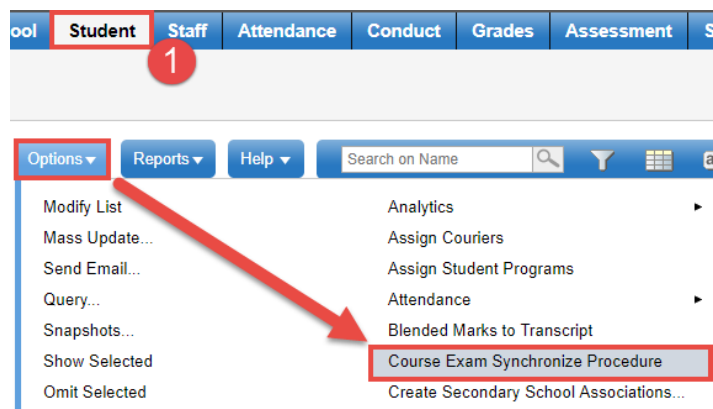 ool Student Staff Attendance Conduct Grades Assessment S
1
Options Reports Help Search on Name a
Modify List Analytics
Mass Update... Assign Couriers
Send Email... Assign Student Programs
Query... Attendance
Snapshots... Blended Marks to Transcript
Show Selected Course Exam Synchronize Procedure
Omit Selected Create Secondary School Associations...